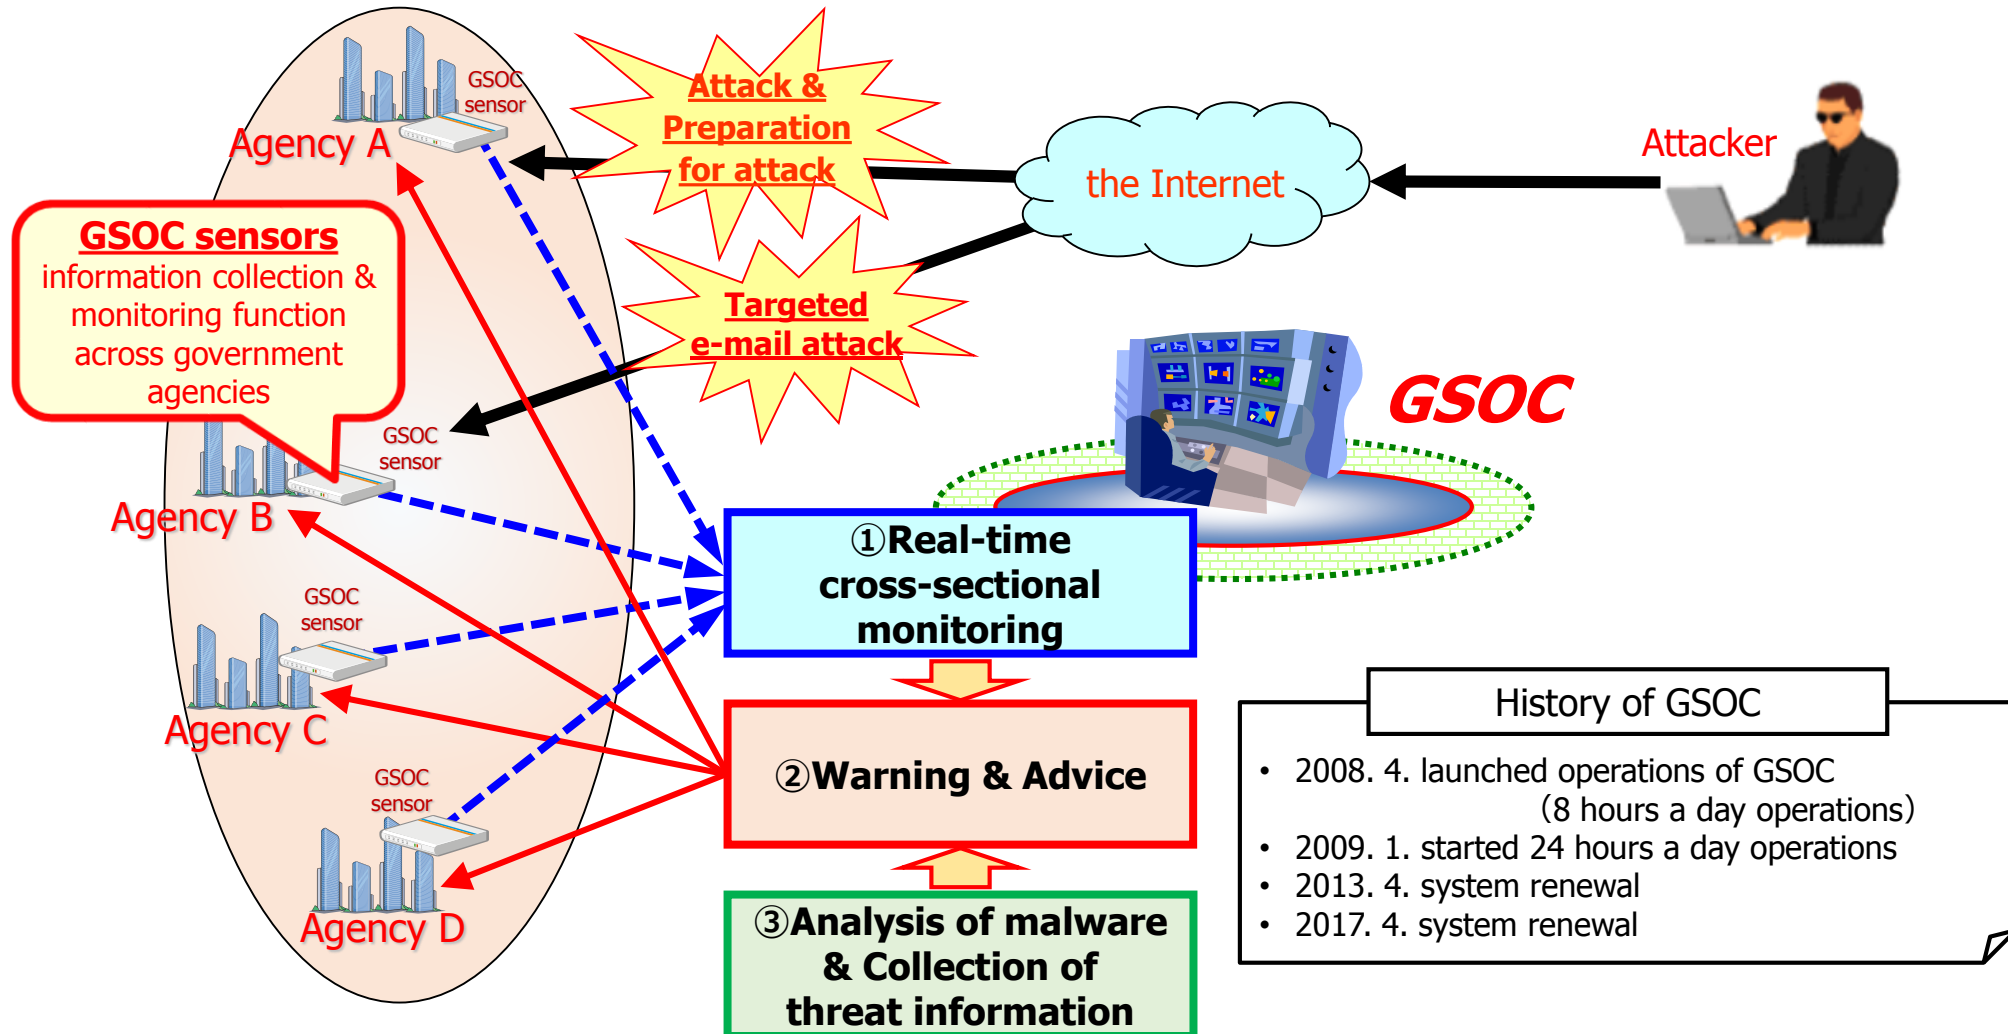 GSOC
sensor
Agency A
Attack &
Preparation
for attack
the Internet
Attacker
GSOC sensors
information collection &
monitoring function
across government
agencies
Targeted
e-mail attack
GSOC
GSOC
sensor
Agency B
①Real-time
cross-sectional
monitoring
GSOC
sensor
Agency C
②Warning & Advice
GSOC
sensor
Agency D
③Analysis of malware
& Collection of
threat information
History of GSOC
• 2008. 4. launched operations of GSOC
（8 hours a day operations）
• 2009. 1. started 24 hours a day operations
• 2013. 4. system renewal
• 2017. 4. system renewal